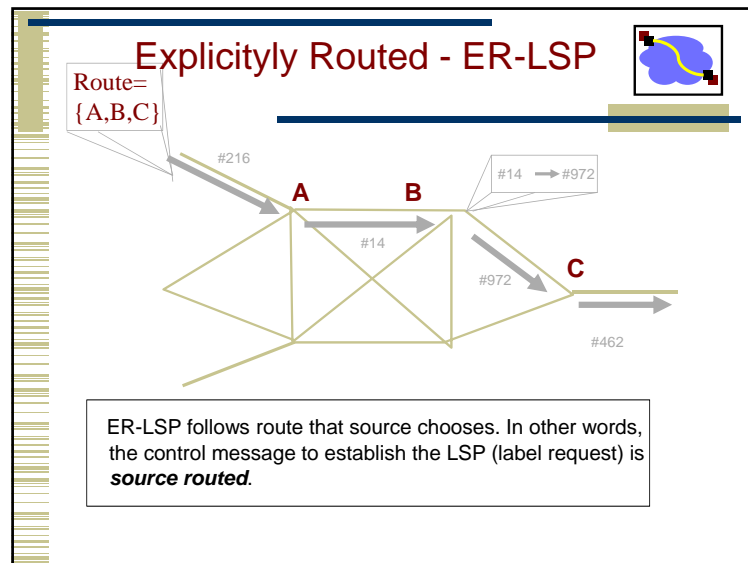 Explicityly Routed - ER-LSP
Route=
{A,B,C}
#216
A
B
#14 #972
#14
#972
C
#462
ER-LSP follows route that source chooses. In other words,
the control message to establish the LSP (label request) is
source routed.